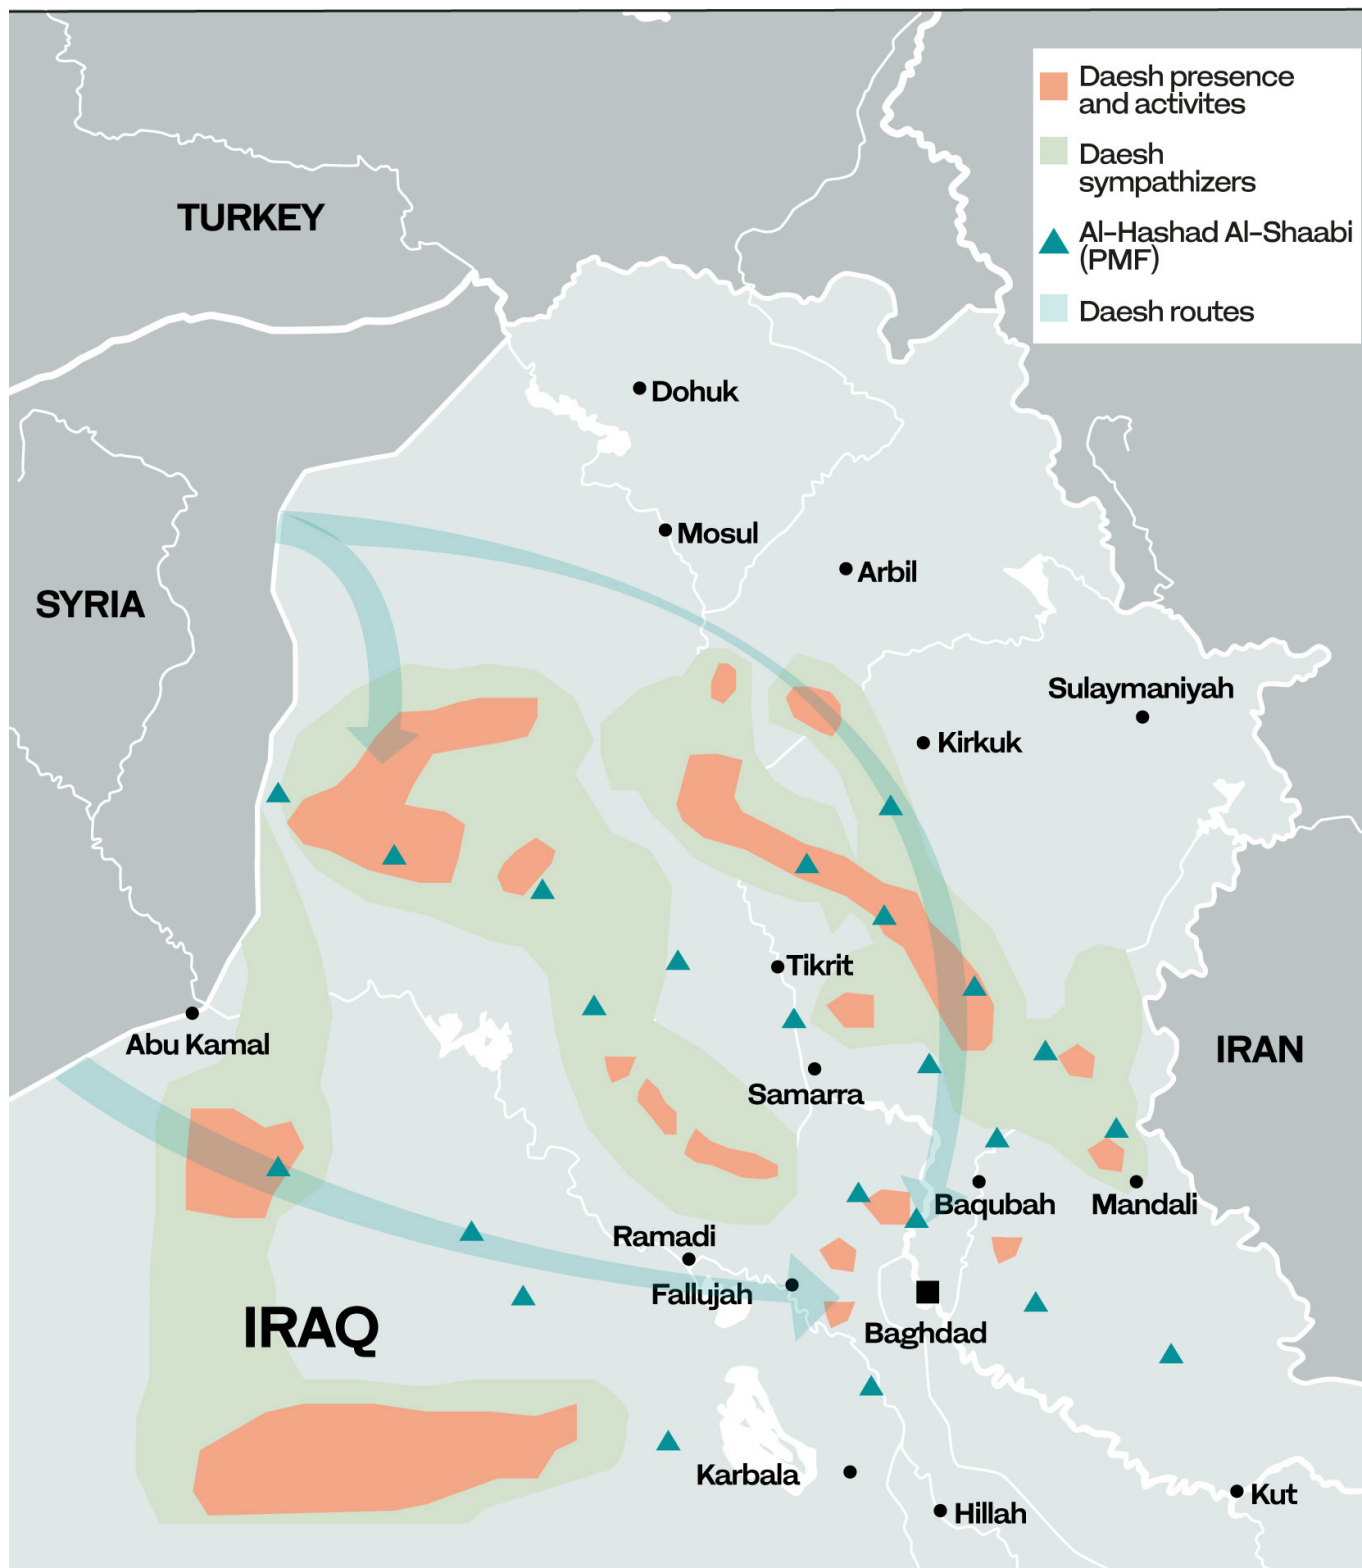 Daesh presence
and activites
Daesh
sympathizers
Al-Hashad Al-Shaabi
(PMF)
Daesh routes
TURKEY
Dohuk
Mosul
Arbil
SYRIA
Sulaymaniyah
Kirkuk
Tikrit
Abu Kamal
IRAN
Samarra
Baqubah
Mandali
Ramadi
Fallujah
IRAQ
Baghdad
Karbala
Kut
Hillah